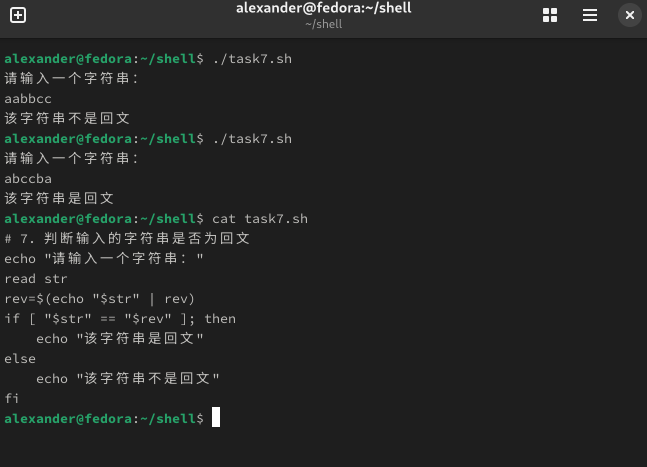 alexander@fedora:~/shell
~/shell
alexander@fedora:~/shell$ ./task7.sh
请输入一个字符串：
aabbcc
该字符串不是回文
alexander@fedora:~/shell$ ./task7.sh
请输入一个字符串：
abccba
该字符串是回文
alexander@fedora:~/shell$ cat task7.sh
# 7. 判断输入的字符串是否为回文
echo "请输入一个字符串："
read str
rev=$(echo "$str" | rev)
if [ "$str" == "$rev" ]; then
    echo "该字符串是回文"
else
    echo "该字符串不是回文"
fi
alexander@fedora:~/shell$